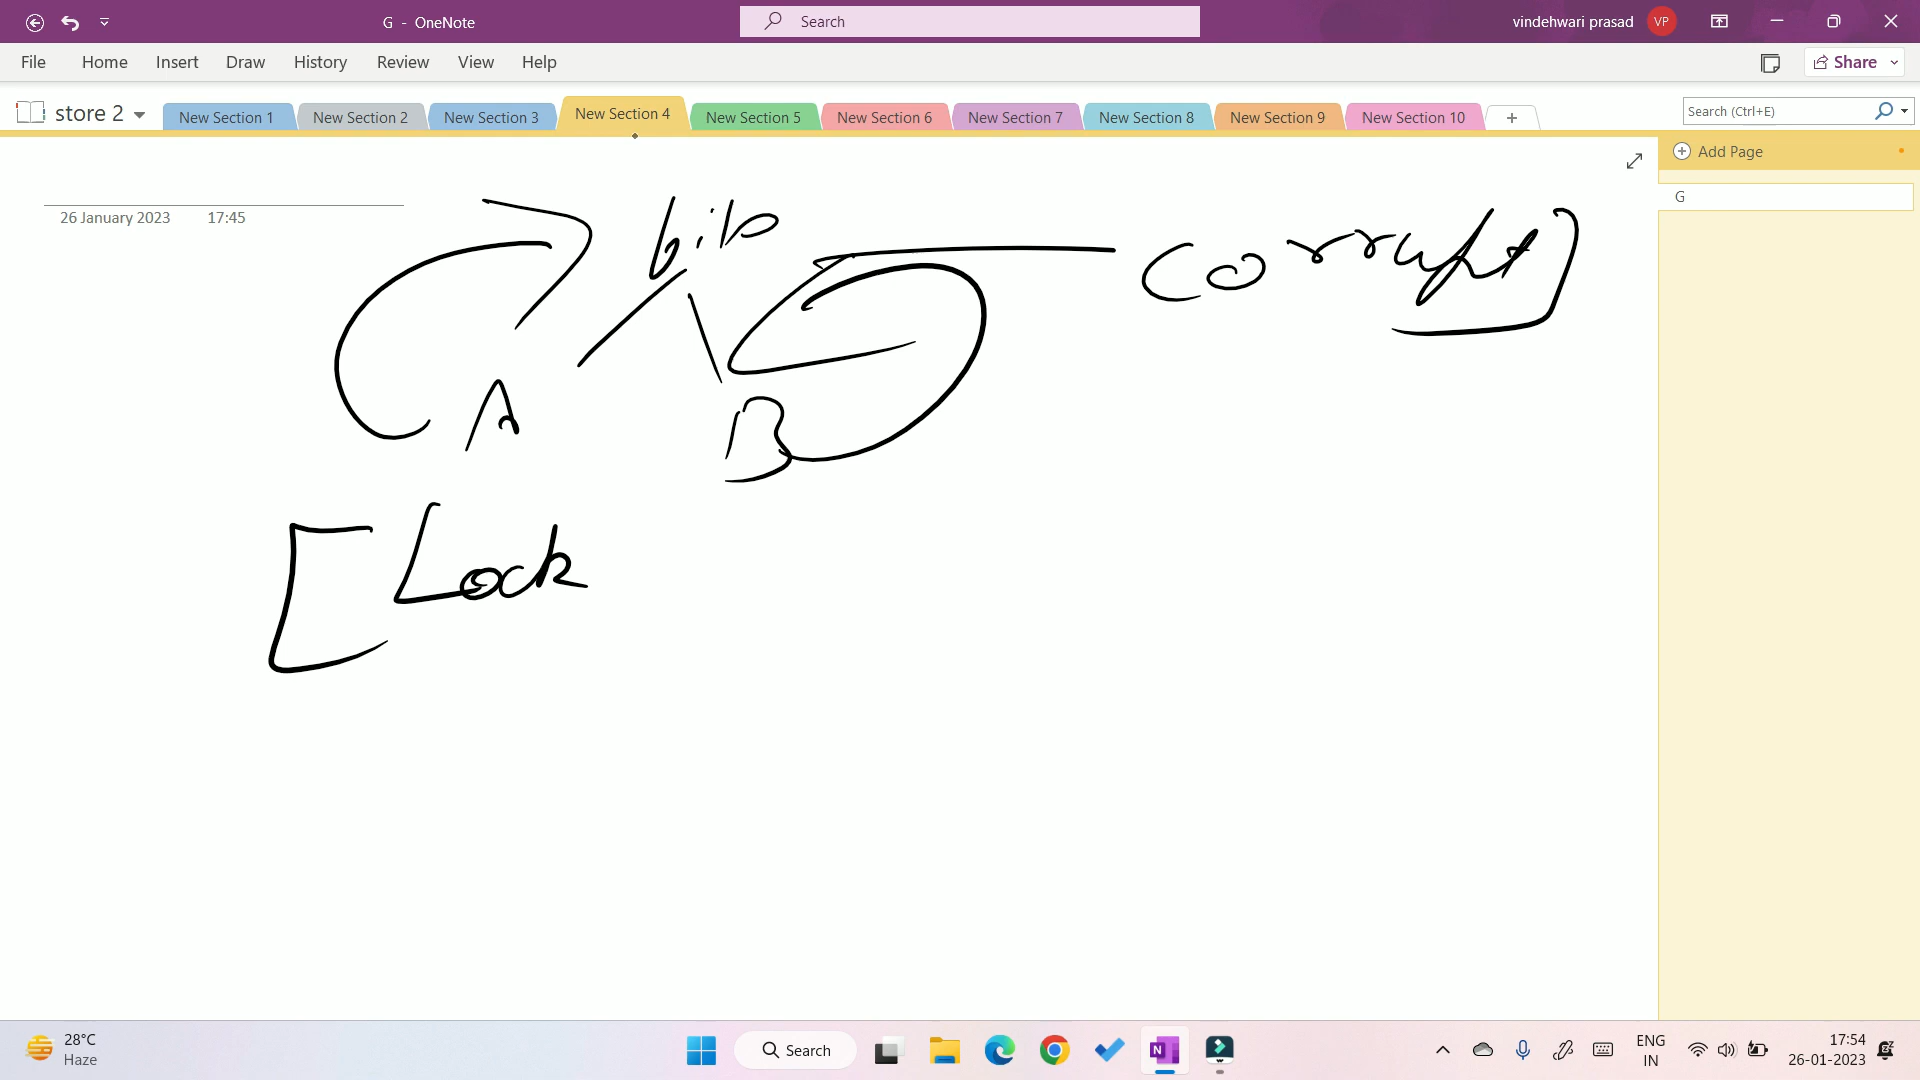 G - OneNote
Search
vindehwari prasad
VP
File Home Insert Draw History Review View Help
Share
store 2
New Section 1
New Section 2
New Section 3
New Section 4
New Section 5
New Section 6
New Section 7
New Section 8
New Section 9
New Section 10
+
Search (Ctrl+E)
Add Page
G
26 January 2023 17:45
Corrupt
A
B
Lock
28°C
Haze
Search
ENG
IN
17:54
26-01-2023